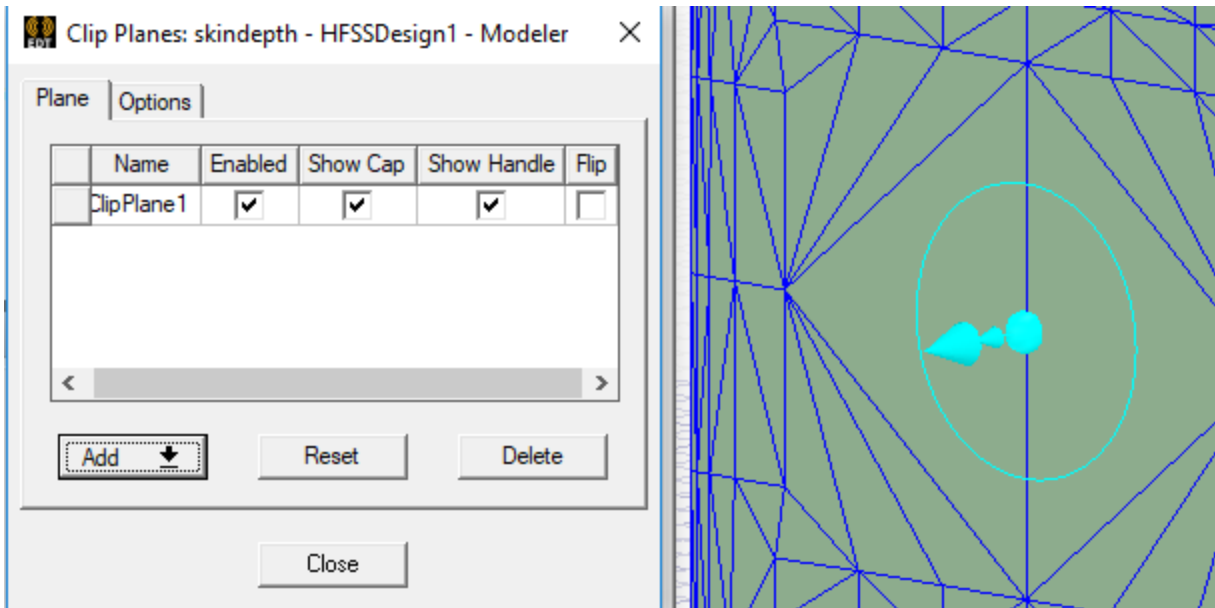 EDT Clip Planes: skindepth - HFSSDesign1 - Modeler
Plane Options
Name Enabled Show Cap Show Handle Flip
ClipPlane1
Add Reset Delete
Close